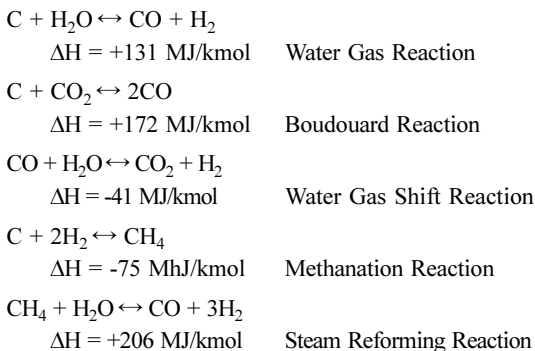 C + H₂O ↔ CO + H₂
ΔH = +131 MJ/kmol Water Gas Reaction
C + CO₂ ↔ 2CO
ΔH = +172 MJ/kmol Boudouard Reaction
CO + H₂O ↔ CO₂ + H₂
ΔH = -41 MJ/kmol Water Gas Shift Reaction
C + 2H₂ ↔ CH₄
ΔH = -75 MhJ/kmol Methanation Reaction
CH₄ + H₂O ↔ CO + 3H₂
ΔH = +206 MJ/kmol Steam Reforming Reaction